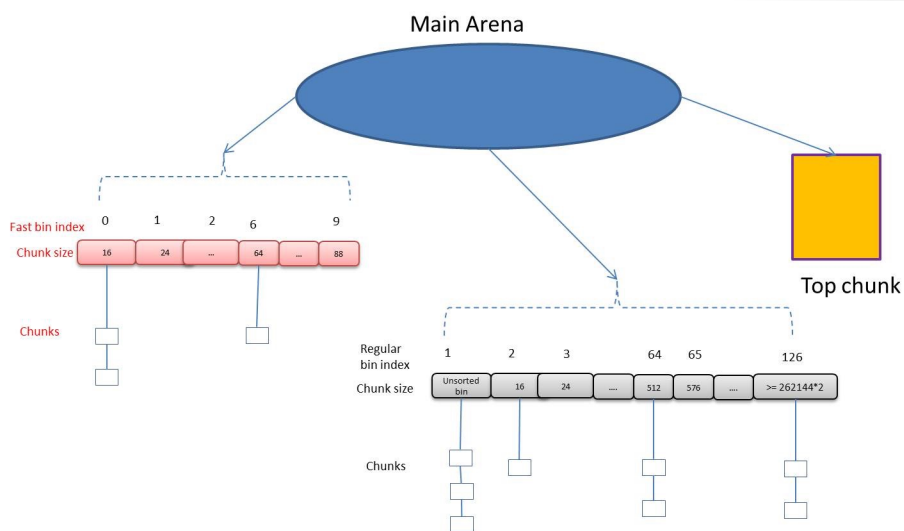 Main Arena
Fast bin index 0 1 2 6 9
Chunk size 16 24 ... 64 ... 88
Chunks
Top chunk
Regular
bin index 1 2 3 64 65 126
Chunk size Unsorted
bin 16 24 .... 512 576 .... >= 262144*2
Chunks